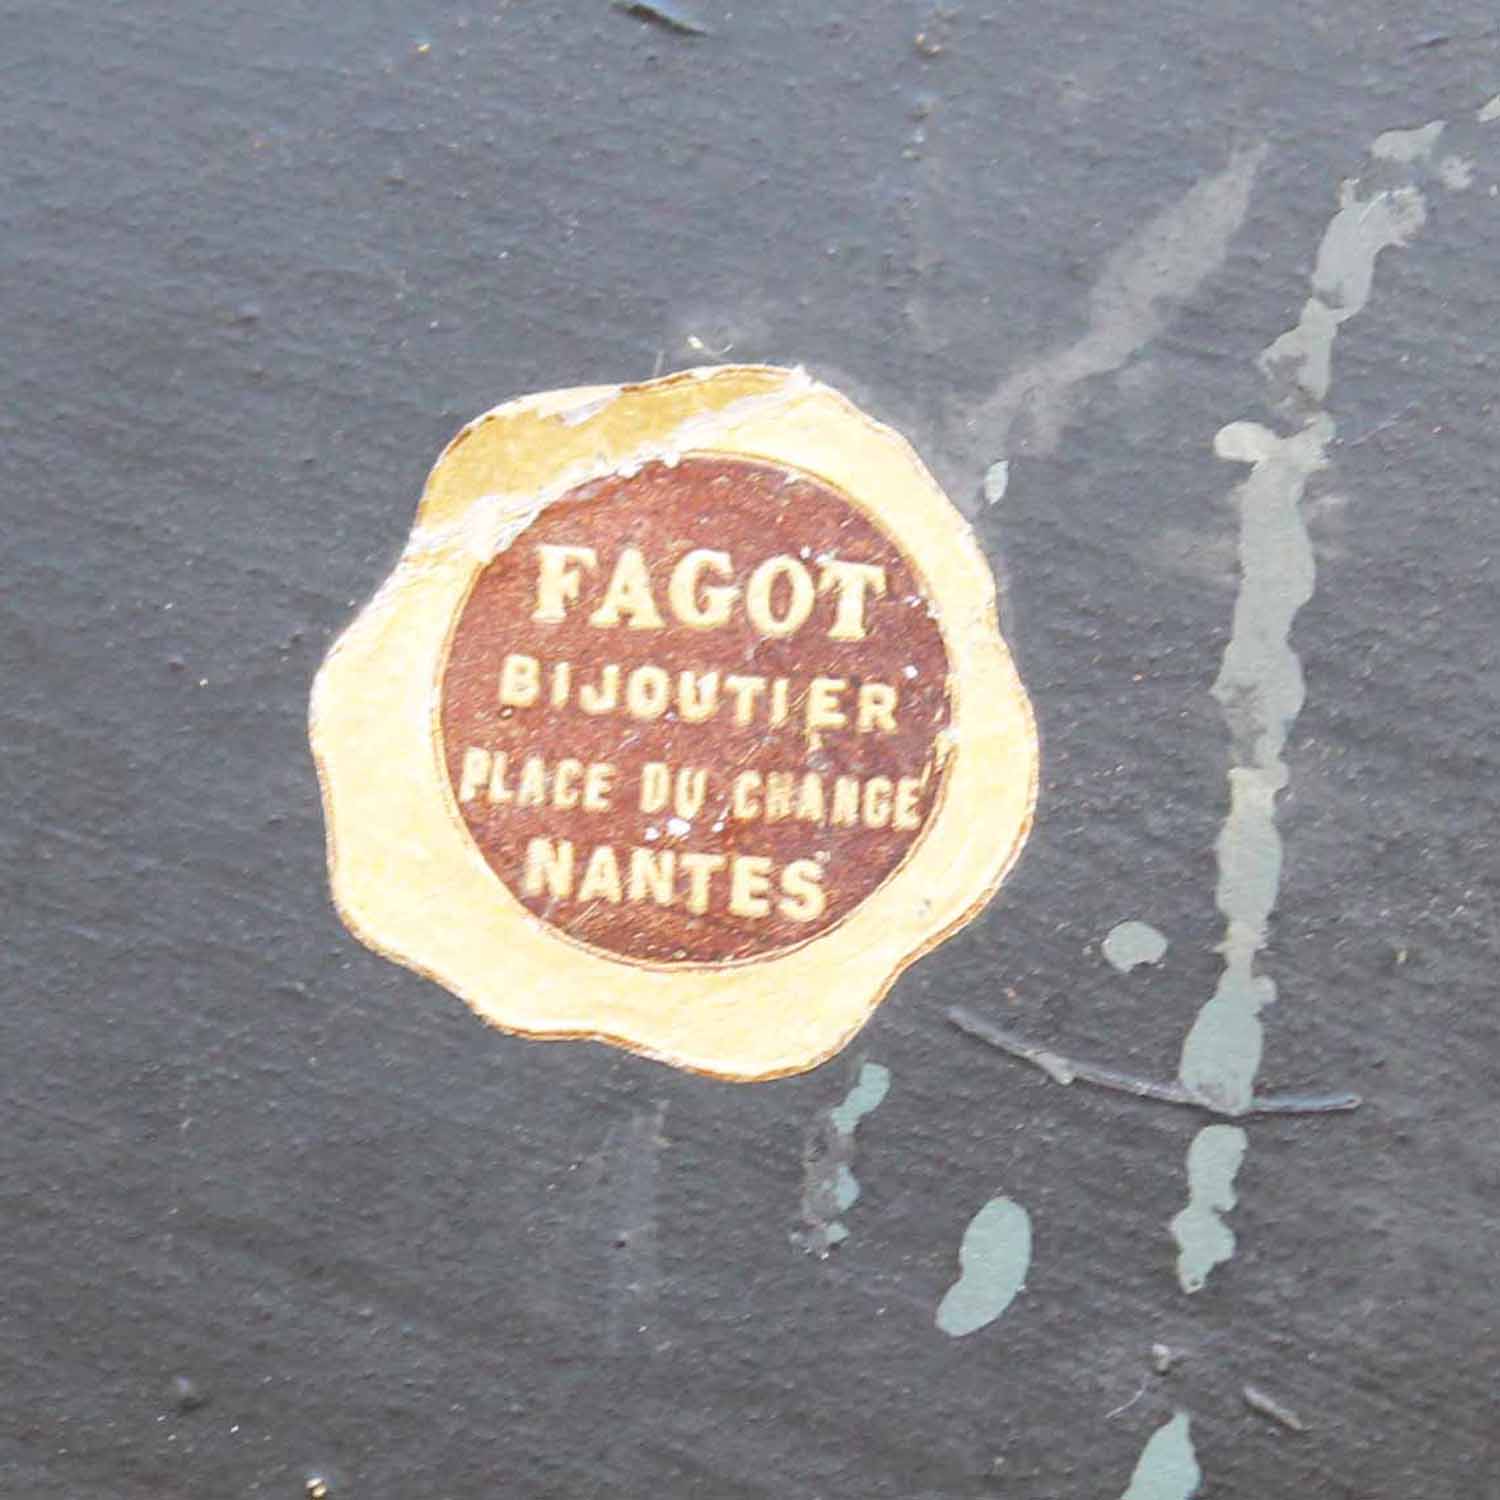 FAGOT
BIJOUTIER
PLACE DU CHANGE
NANTES